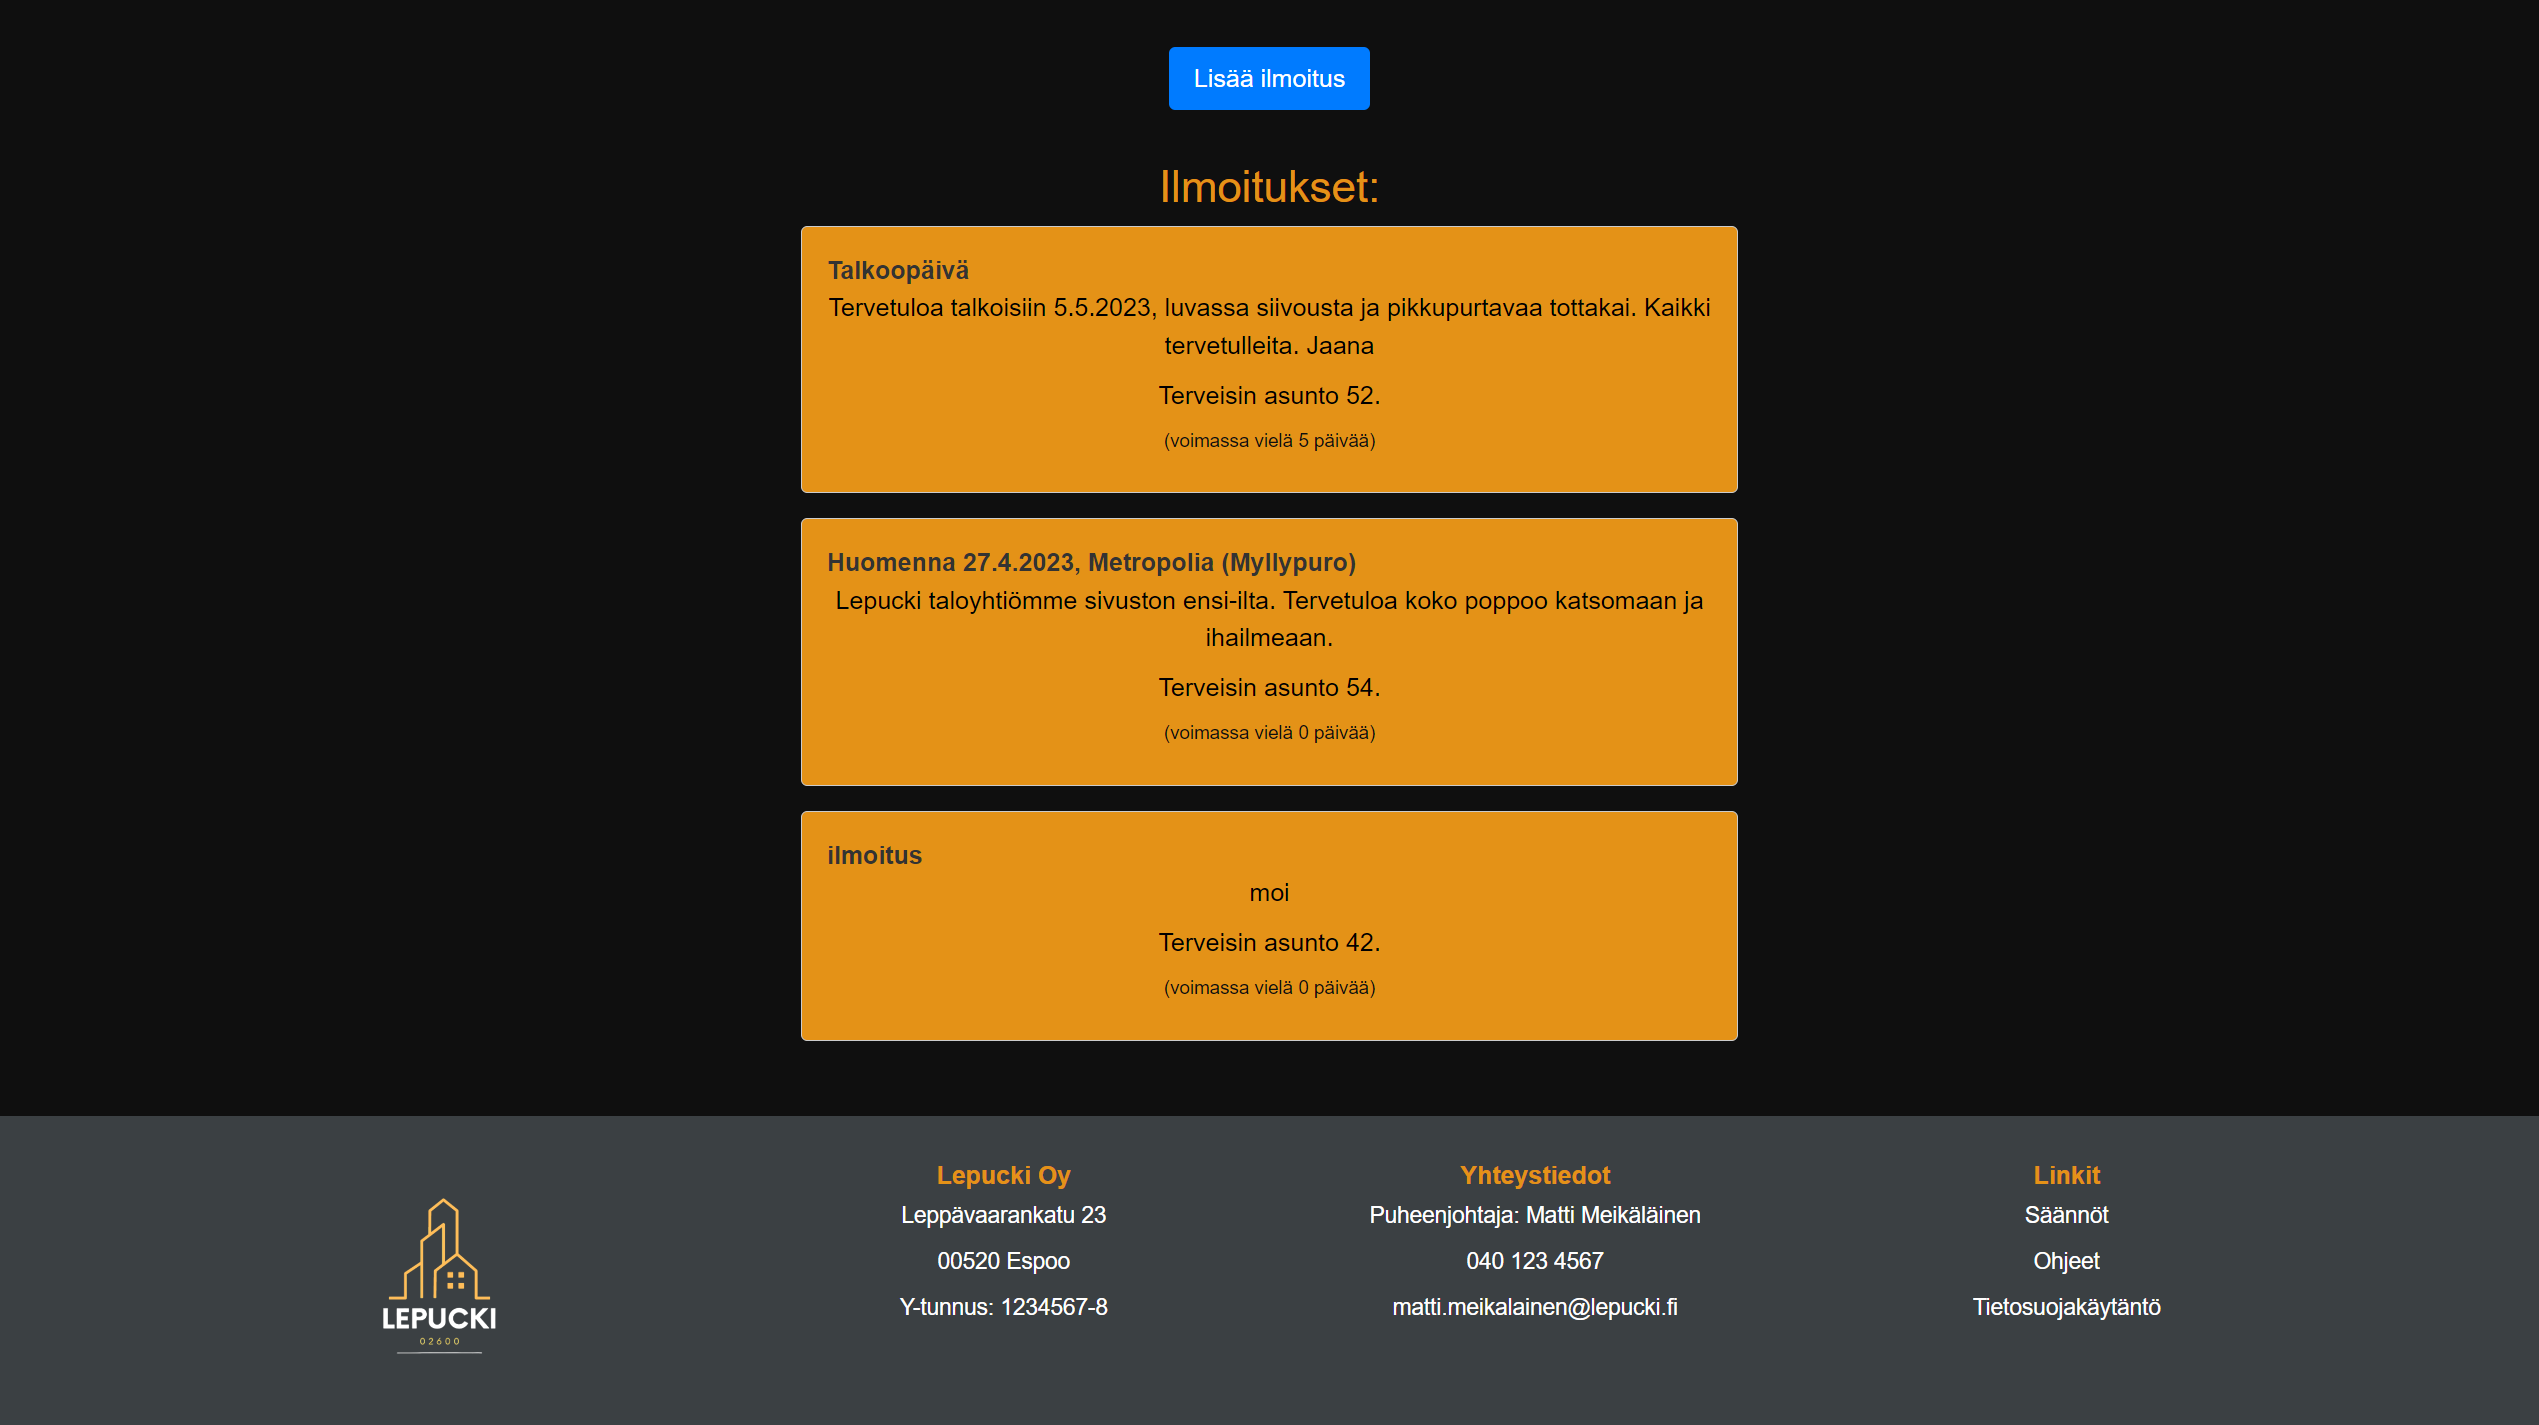 Lisää ilmoitus
Ilmoitukset:
Talkoopäivä
Tervetuloa talkoisiin 5.5.2023, luvassa siivousta ja pikkupurtavaa tottakai. Kaikki
tervetulleita. Jaana
Terveisin asunto 52.
(voimassa vielä 5 päivää)
Huomenna 27.4.2023, Metropolia (Myllypuro)
Lepucki taloyhtiömme sivuston ensi-ilta. Tervetuloa koko poppoo katsomaan ja
ihailmeaan.
Terveisin asunto 54.
(voimassa vielä 0 päivää)
ilmoitus
moi
Terveisin asunto 42.
(voimassa vielä 0 päivää)
LEPUCKI
02600
Lepucki Oy
Leppävaarankatu 23
00520 Espoo
Y-tunnus: 1234567-8
Yhteystiedot
Puheenjohtaja: Matti Meikäläinen
040 123 4567
matti.meikalainen@lepucki.fi
Linkit
Säännöt
Ohjeet
Tietosuojakäytäntö